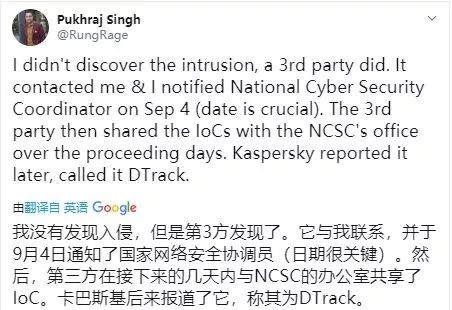 Pukhraj Singh
@RungRage
I didn't discover the intrusion, a 3rd party did. It
contacted me & I notified National Cyber Security
Coordinator on Sep 4 (date is crucial). The 3rd
party then shared the IoCs with the NCSC's office
over the proceeding days. Kaspersky reported it
later, called it DTrack.
由翻译自 英语 Google
我没有发现入侵，但是第3方发现了。它与我联系，并于
9月4日通知了国家网络安全协调员（日期很关键）。然
后，第三方在接下来的几天内与NCSC的办公室共享了
IoC。卡巴斯基后来报道了它，称其为DTrack。